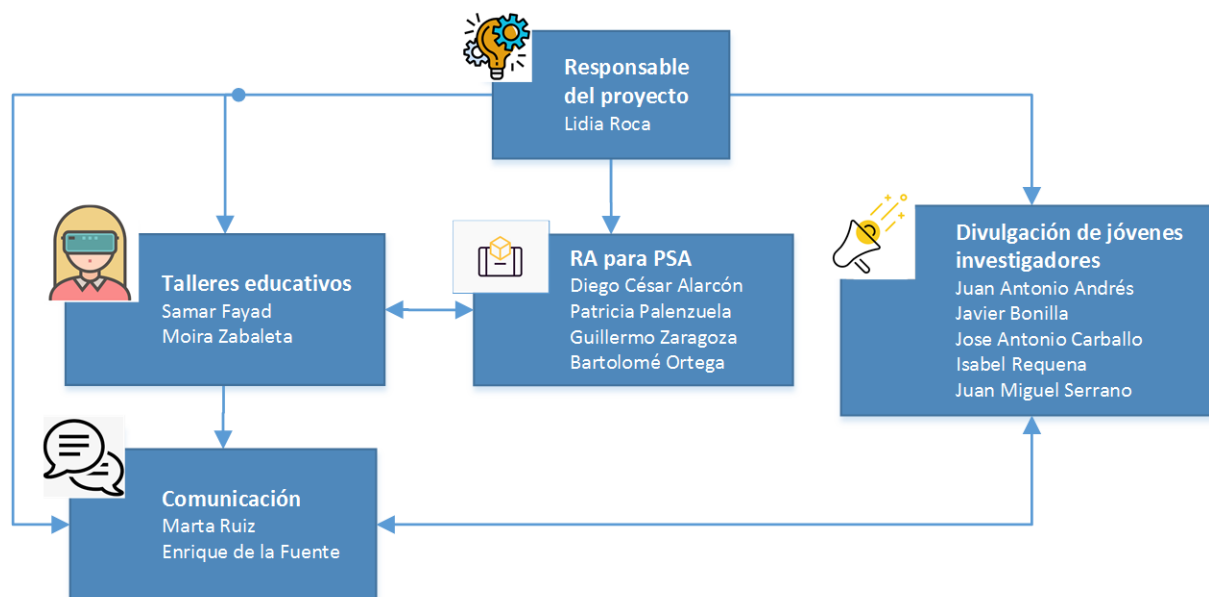 Responsable
del proyecto
Lidia Roca
Talleres educativos
Samar Fayad
Moira Zabaleta
RA para PSA
Diego César Alarcón
Patricia Palenzuela
Guillermo Zaragoza
Bartolomé Ortega
Divulgación de jóvenes
investigadores
Juan Antonio Andrés
Javier Bonilla
Jose Antonio Carballo
Isabel Requena
Juan Miguel Serrano
Comunicación
Marta Ruiz
Enrique de la Fuente